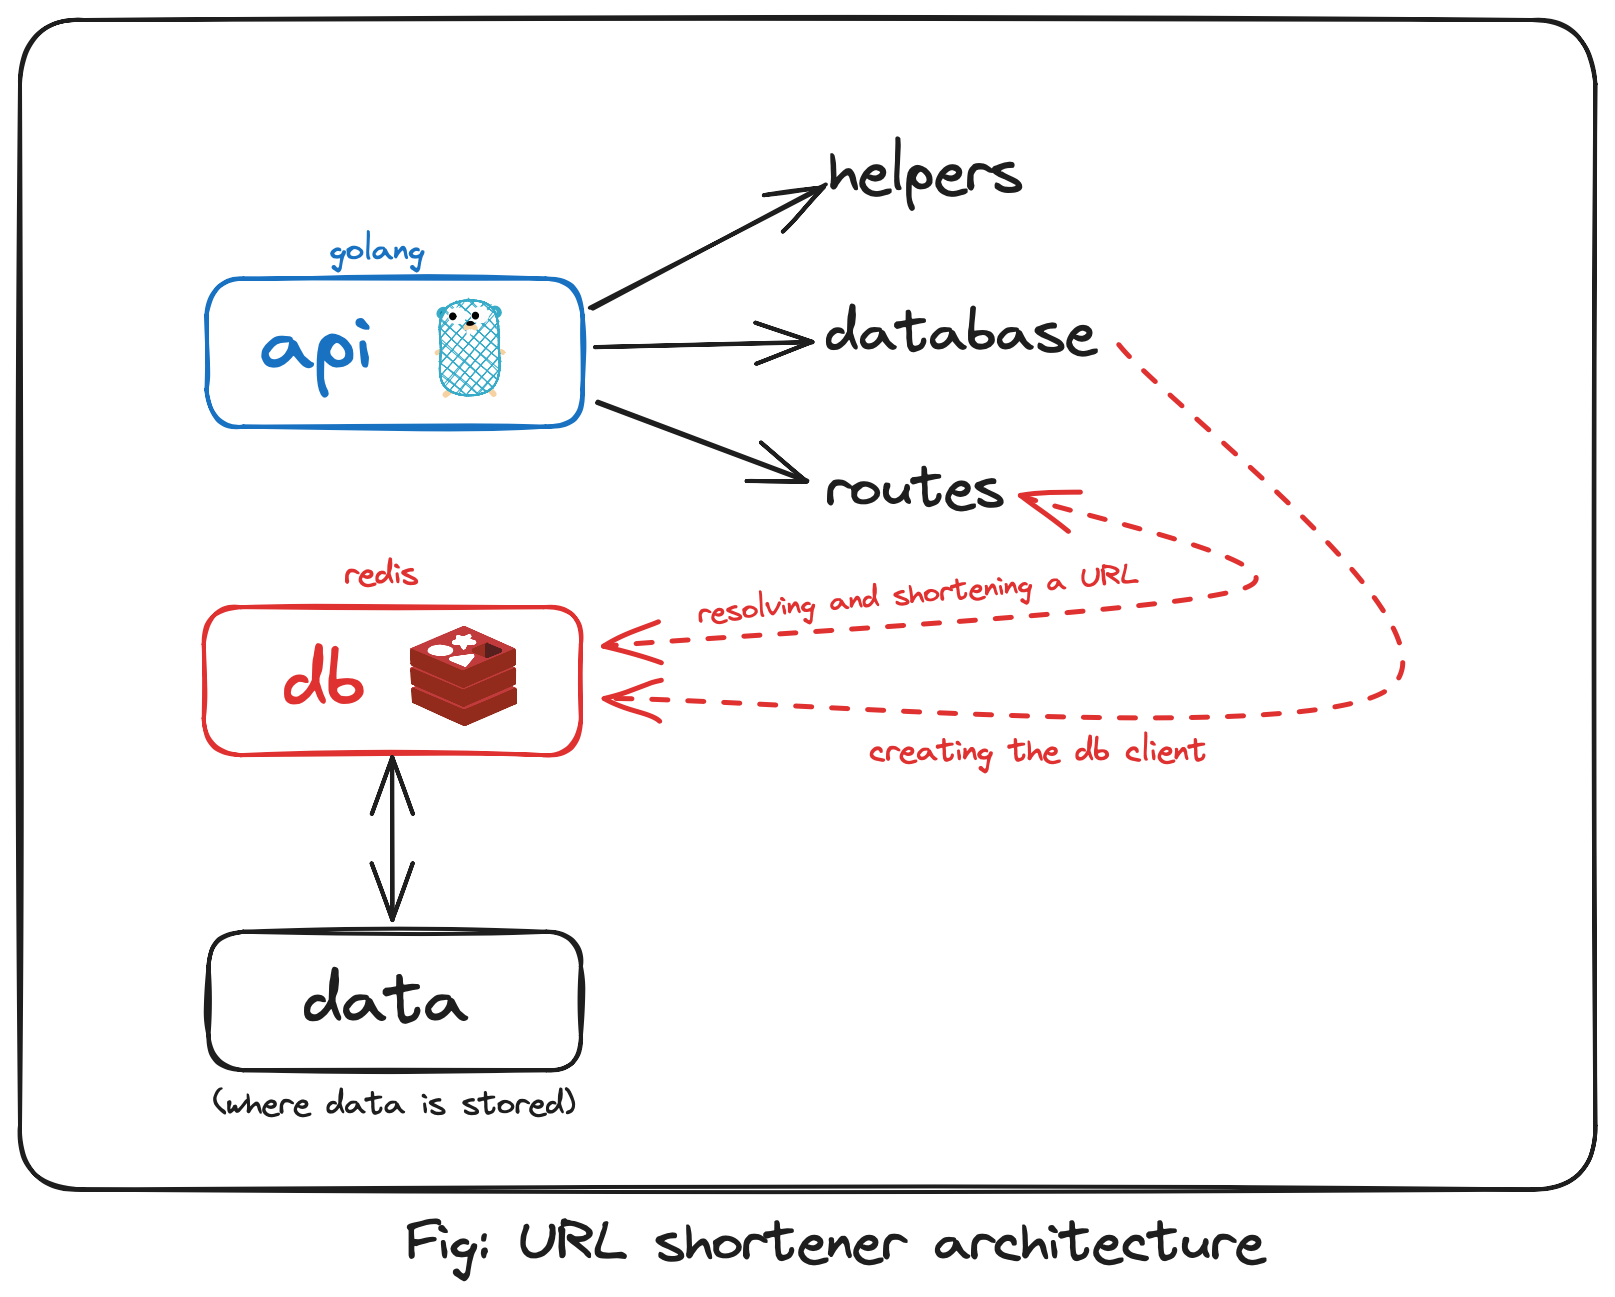 helpers
golang
api
database
routes
redis
resolving and shortening a URL
db
creating the db client
data
(where data is stored)
Fig: URL shortener architecture